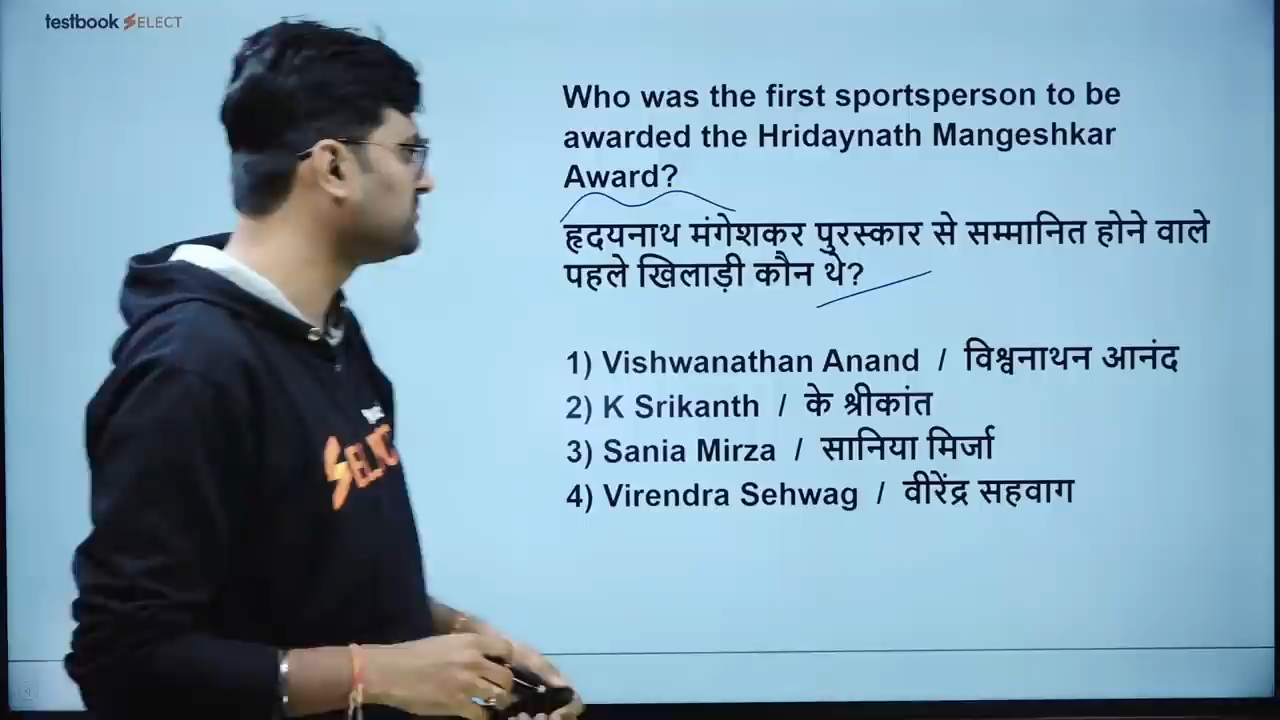 testbook SELECT
Who was the first sportsperson to be
awarded the Hridaynath Mangeshkar
Award?
हृदयनाथ मंगेशकर पुरस्कार से सम्मानित होने वाले
पहले खिलाड़ी कौन थे?
1) Vishwanathan Anand / विश्वनाथन आनंद
2) K Srikanth / के श्रीकांत
3) Sania Mirza / सानिया मिर्जा
4) Virendra Sehwag / वीरेंद्र सहवाग